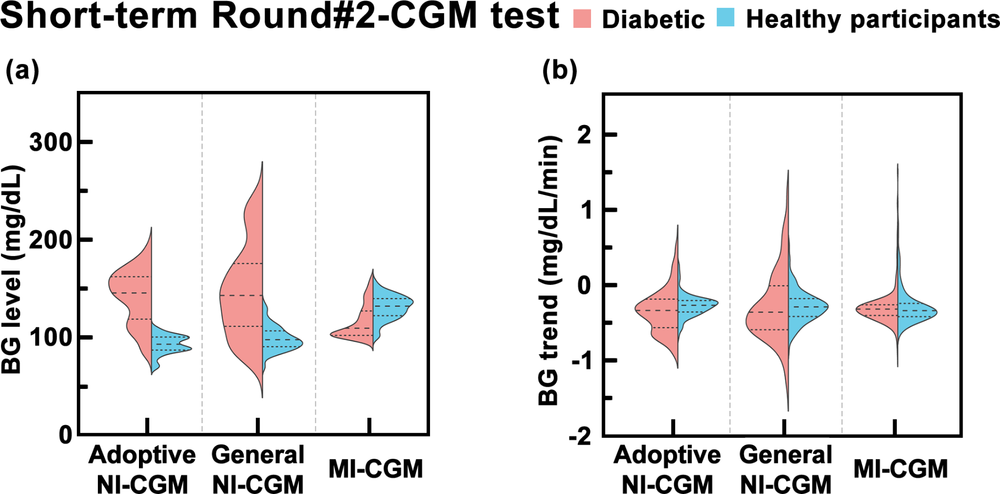 Short-term Round#2-CGM test
Diabetic
Healthy participants
(a)
BG level (mg/dL)
300
200
100
0
Adoptive
NI-CGM
General
NI-CGM
MI-CGM
(b)
BG trend (mg/dL/min)
2
1
0
-1
-2
Adoptive
NI-CGM
General
NI-CGM
MI-CGM